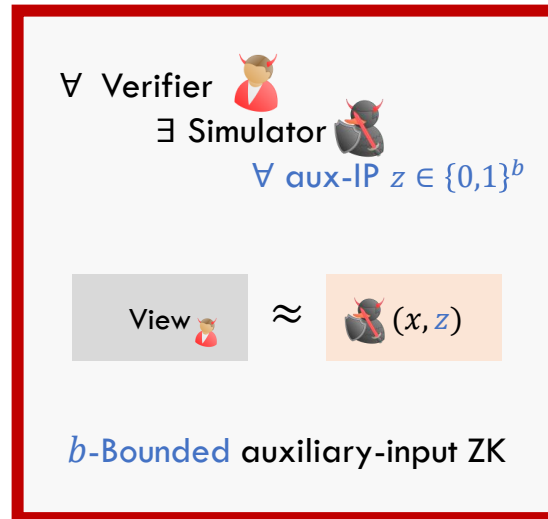 ∀ Verifier
∃ Simulator
∀ aux-IP z ∈ {0,1}^b
View ≈ (x, z)
b-Bounded auxiliary-input ZK